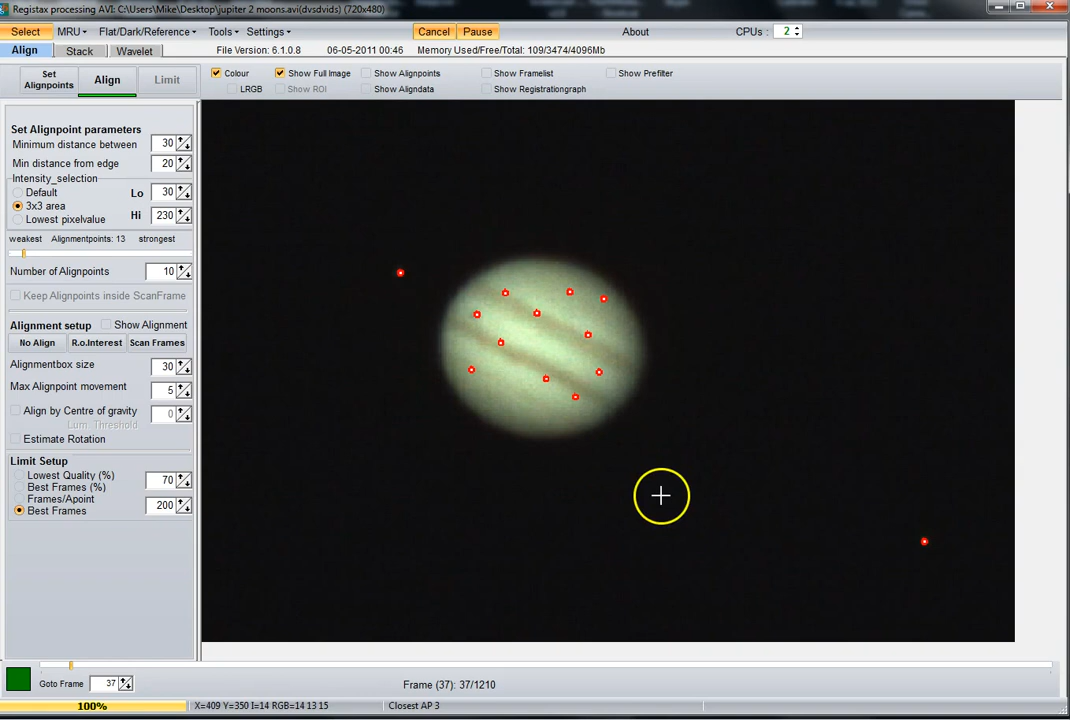 Registax processing AVI: C:\Users\Mike\Desktop\jupiter 2 moons.avi(dvsdvids) (720x480)
Select MRU Flat/Dark/Reference Tools Settings Cancel Pause About CPUs: 2
Align Stack Wavelet File Version: 6.1.0.8 06-05-2011 00:46 Memory Used/Free/Total: 109/3474/4096Mb
Set Alignpoints Align Limit
Colour Show Full Image Show Alignpoints Show Framelist Show Prefilter
LRGB Show ROI Show Aligndata Show Registrationgraph
Set Alignpoint parameters
Minimum distance between 30
Min distance from edge 20
Intensity_selection
Default Lo 30
3x3 area
Hi 230
Lowest pixelvalue
weakest Alignmentpoints: 13 strongest
Number of Alignpoints 10
Keep Alignpoints inside ScanFrame
Alignment setup Show Alignment
No Align R.o.Interest Scan Frames
Alignmentbox size 30
Max Alignpoint movement 5
Align by Centre of gravity 0
Lum. Threshold
Estimate Rotation
Limit Setup
Lowest Quality (%) 70
Best Frames (%)
Frames/Apoint
Best Frames 200
Goto Frame 37 Frame (37): 37/1210
100% X=409 Y=350 I=14 RGB=14 13 15 Closest AP 3